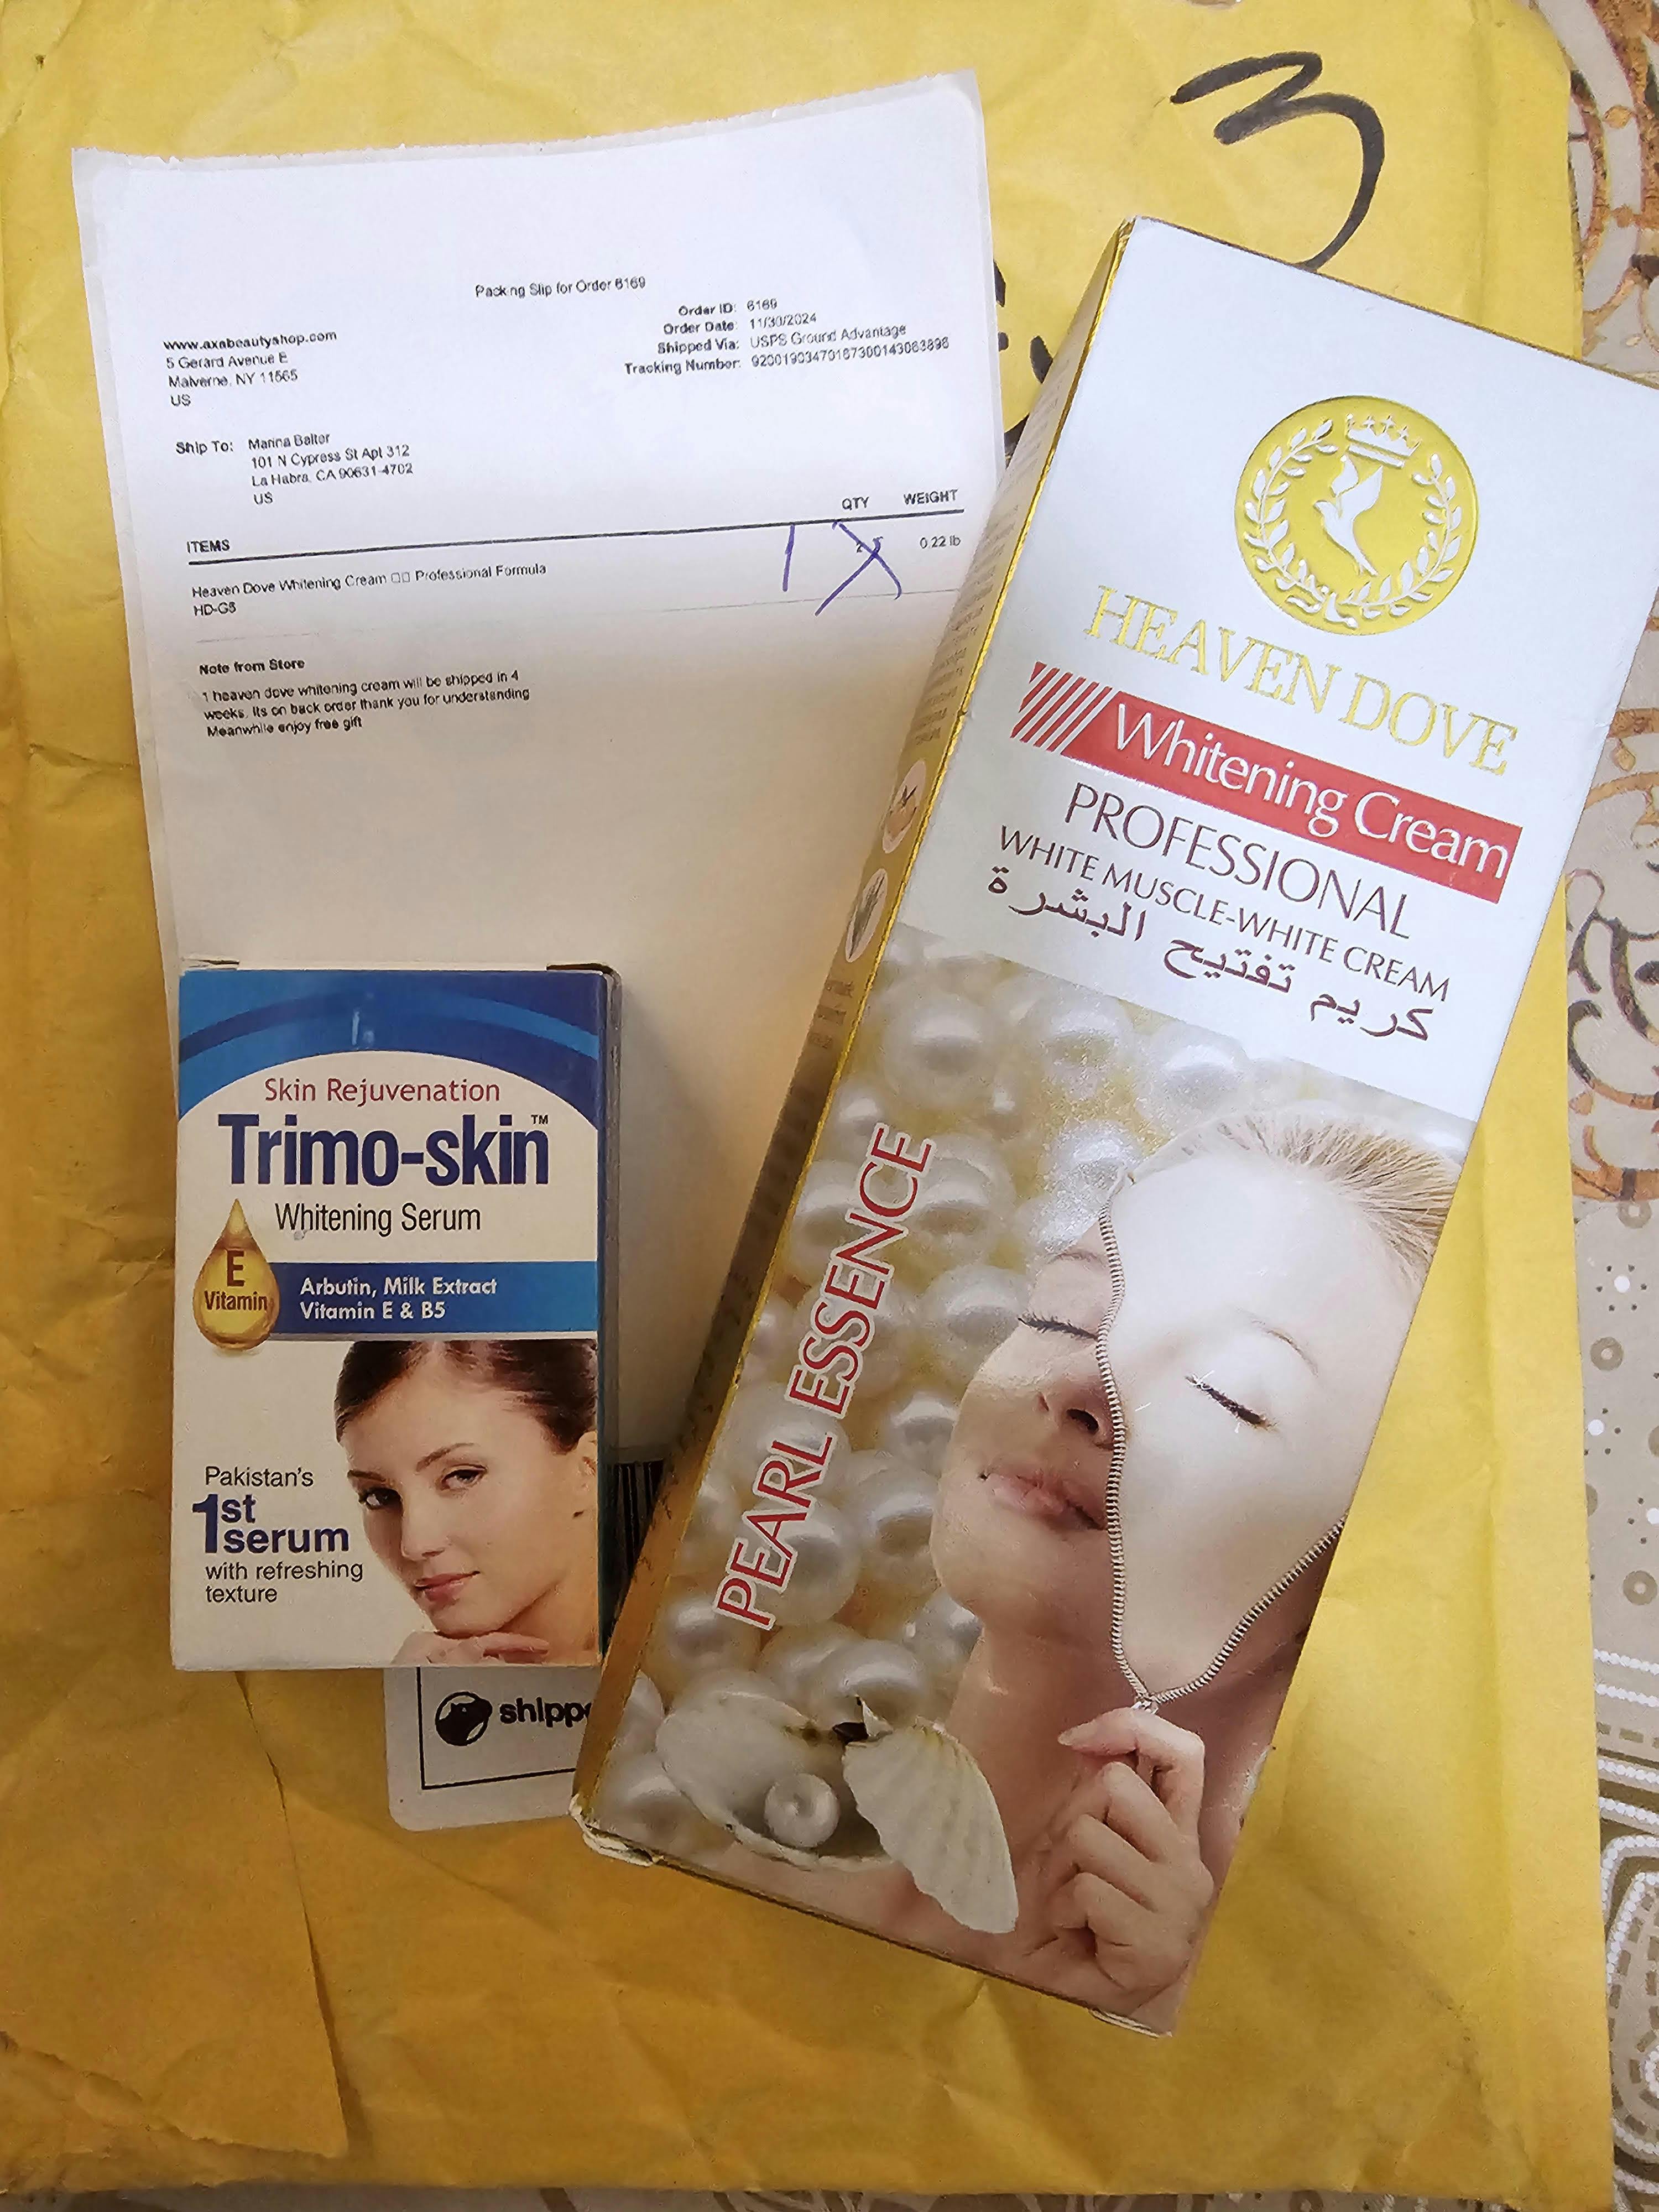 3
Packing Slip for Order 6169
www.axabeautyshop.com
5 Gerard Avenue E
Malverne, NY 11565
US
Order ID: 6169
Order Date: 11/30/2024
Shipped Via: USPS Ground Advantage
Tracking Number:
Ship To: Marina Balter
101 N Cypress St Apt 312
La Habra, CA 90631-4702
US
ITEMS QTY WEIGHT
Heaven Dove Whitening Cream □□ Professional Formula 1 0.22 lb
HD-G5
Note from Store
1 heaven dove whitening cream will be shipped in 4
weeks. Its on back order thank you for understanding
Meanwhile enjoy free gift
HEAVEN DOVE
Whitening Cream
PROFESSIONAL
WHITE MUSCLE-WHITE CREAM
كريم تفتيح البشرة
PEARL ESSENCE
Skin Rejuvenation
Trimo-skin™
Whitening Serum
E
Vitamin
Arbutin, Milk Extract
Vitamin E & B5
Pakistan's
1st
serum
with refreshing
texture